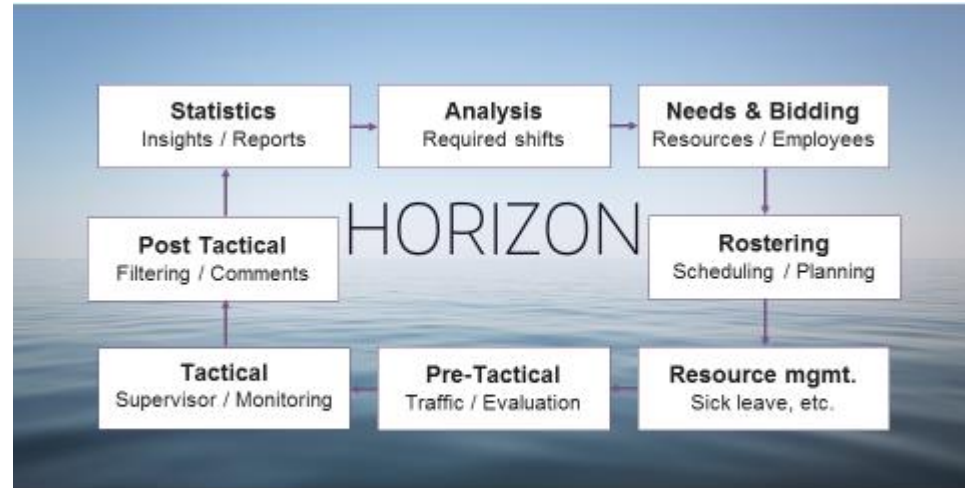 Statistics
Insights / Reports
Analysis
Required shifts
Needs & Bidding
Resources / Employees
HORIZON
Post Tactical
Filtering / Comments
Rostering
Scheduling / Planning
Tactical
Supervisor / Monitoring
Pre-Tactical
Traffic / Evaluation
Resource mgmt.
Sick leave, etc.